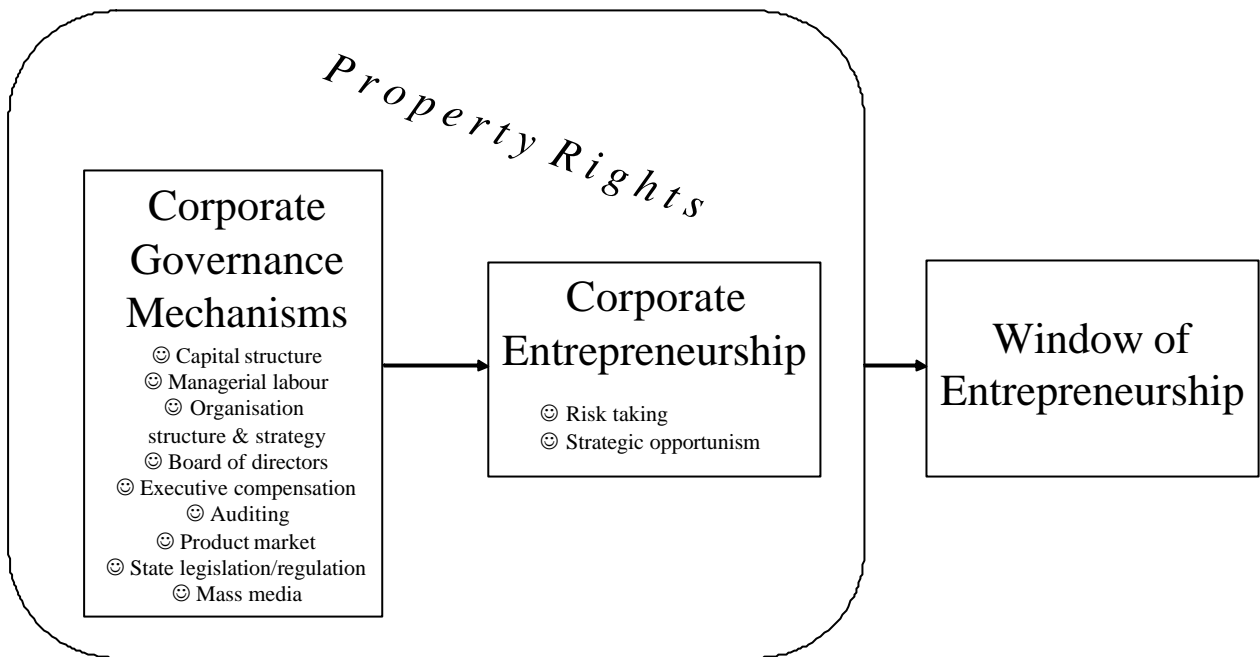 Property Rights
Corporate
Governance
Mechanisms
☺ Capital structure
☺ Managerial labour
☺ Organisation
structure & strategy
☺ Board of directors
☺ Executive compensation
☺ Auditing
☺ Product market
☺ State legislation/regulation
☺ Mass media
Corporate
Entrepreneurship
☺ Risk taking
☺ Strategic opportunism
Window of
Entrepreneurship